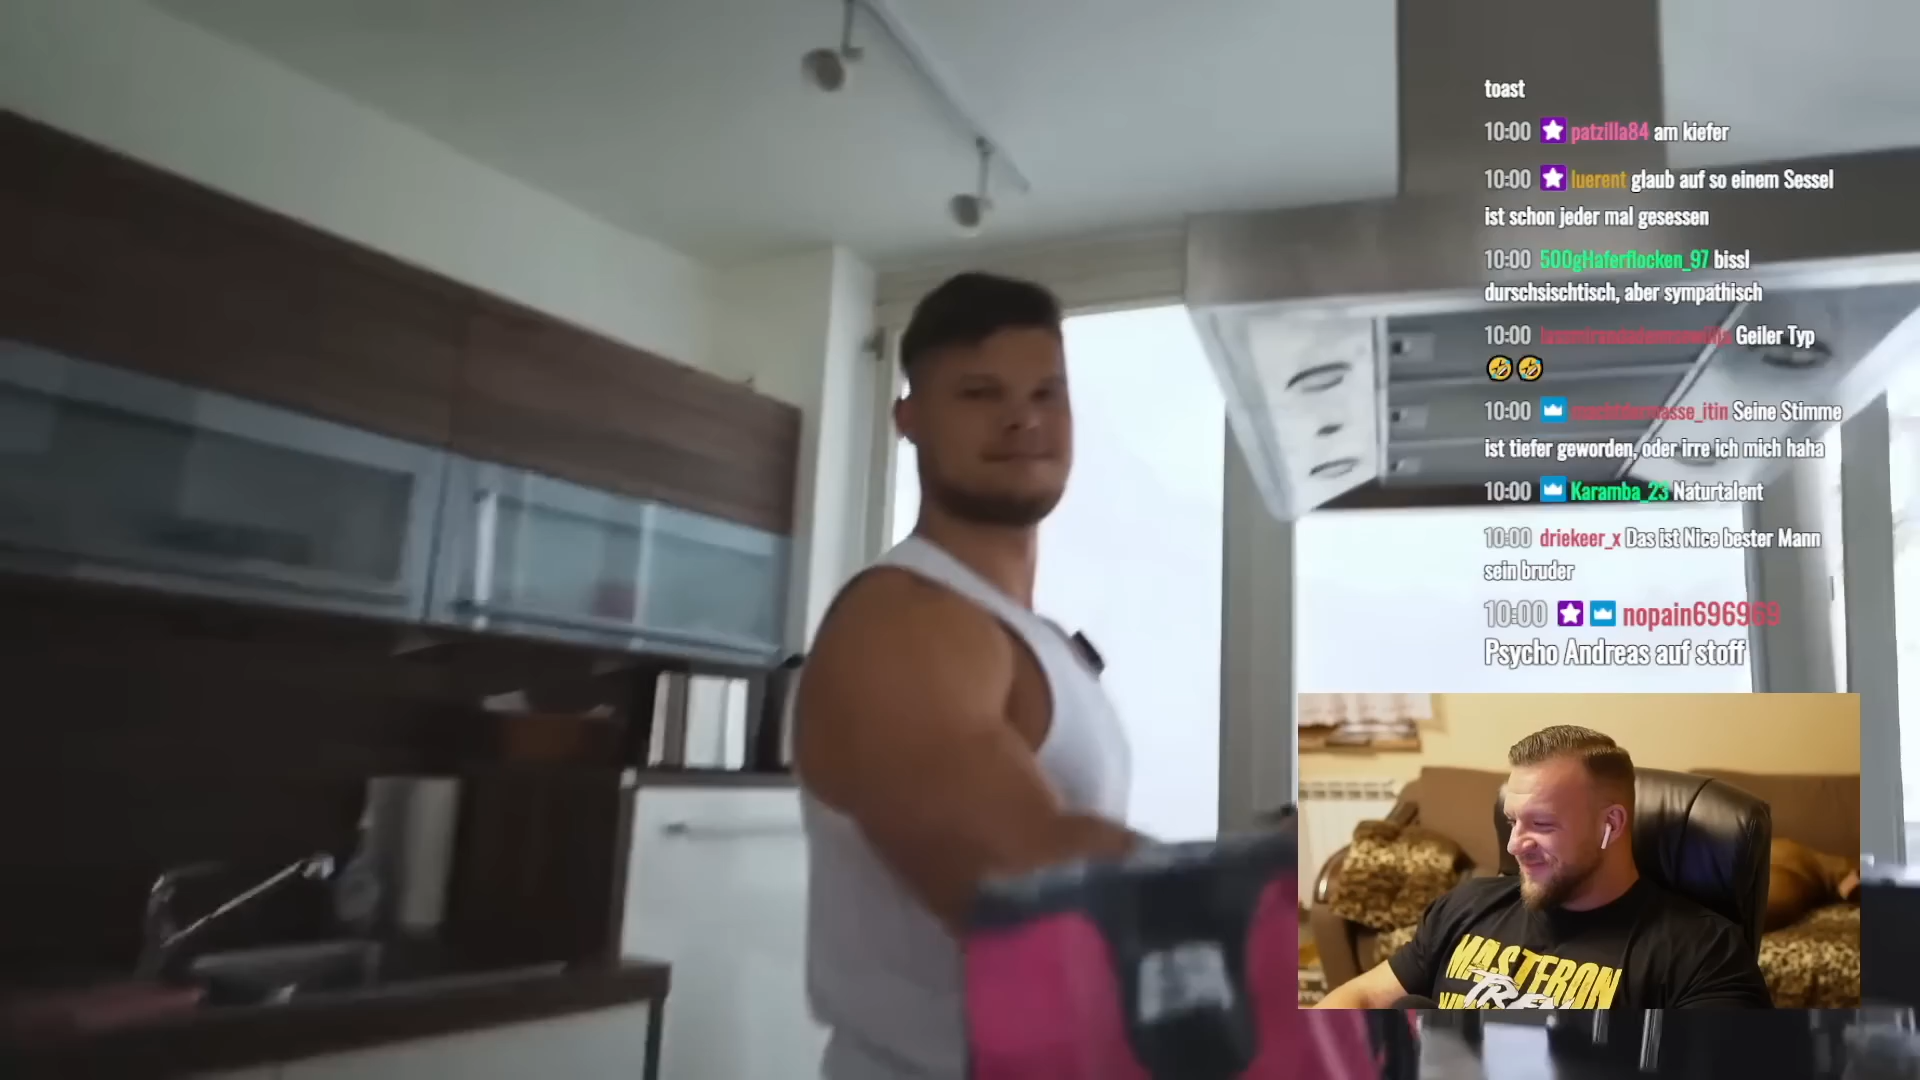 toast
10:00 patzilla84 am kiefer
10:00 luerent glaub auf so einem Sessel
ist schon jeder mal gesessen
10:00 500gHaferflocken_97 bissl
durschsischtisch, aber sympathisch
10:00 Geiler Typ
🤣🤣
10:00 Seine Stimme
ist tiefer geworden, oder irre ich mich haha
10:00 Karamba_23 Naturtalent
10:00 driekeer_x Das ist Nice bester Mann
sein bruder
10:00 nopain696969
Psycho Andreas auf stoff
MASTERON
TREN